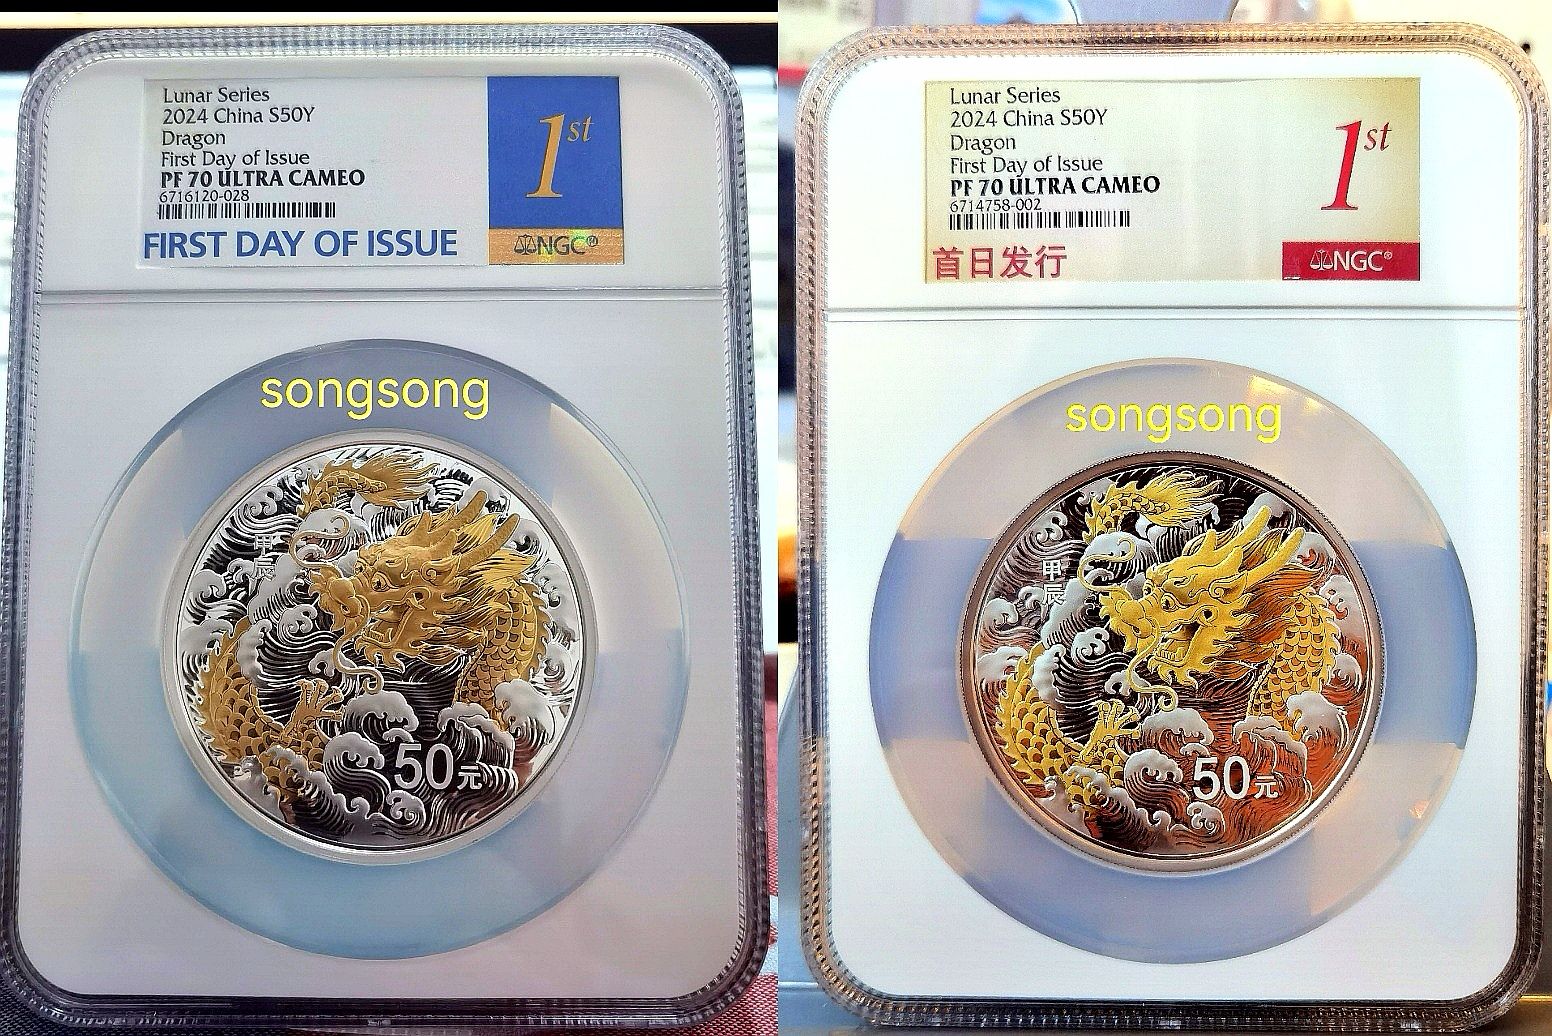 Lunar Series
2024 China S50Y
Dragon
First Day of Issue
PF 70 ULTRA CAMEO
6716120-028
FIRST DAY OF ISSUE
1st
NGC®
songsong
甲辰
50元
Lunar Series
2024 China S50Y
Dragon
First Day of Issue
PF 70 ULTRA CAMEO
6714758-002
首日发行
1st
NGC®
songsong
甲辰
50元